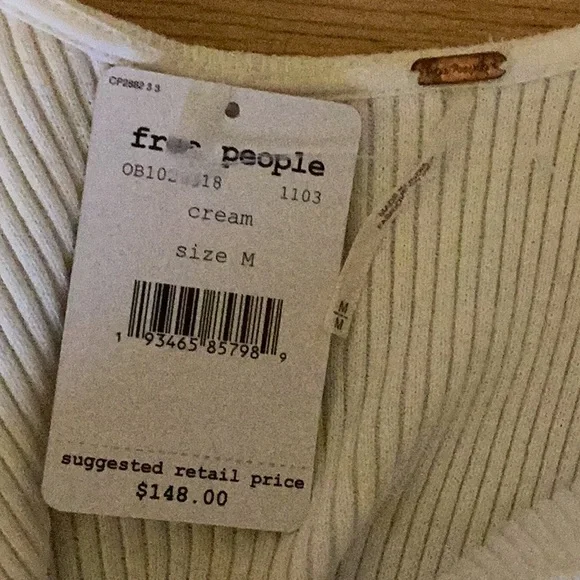 CP2882 3 3
people
1103
cream
size M
1 93465 85798 9
suggested retail price
$148.00
M
M